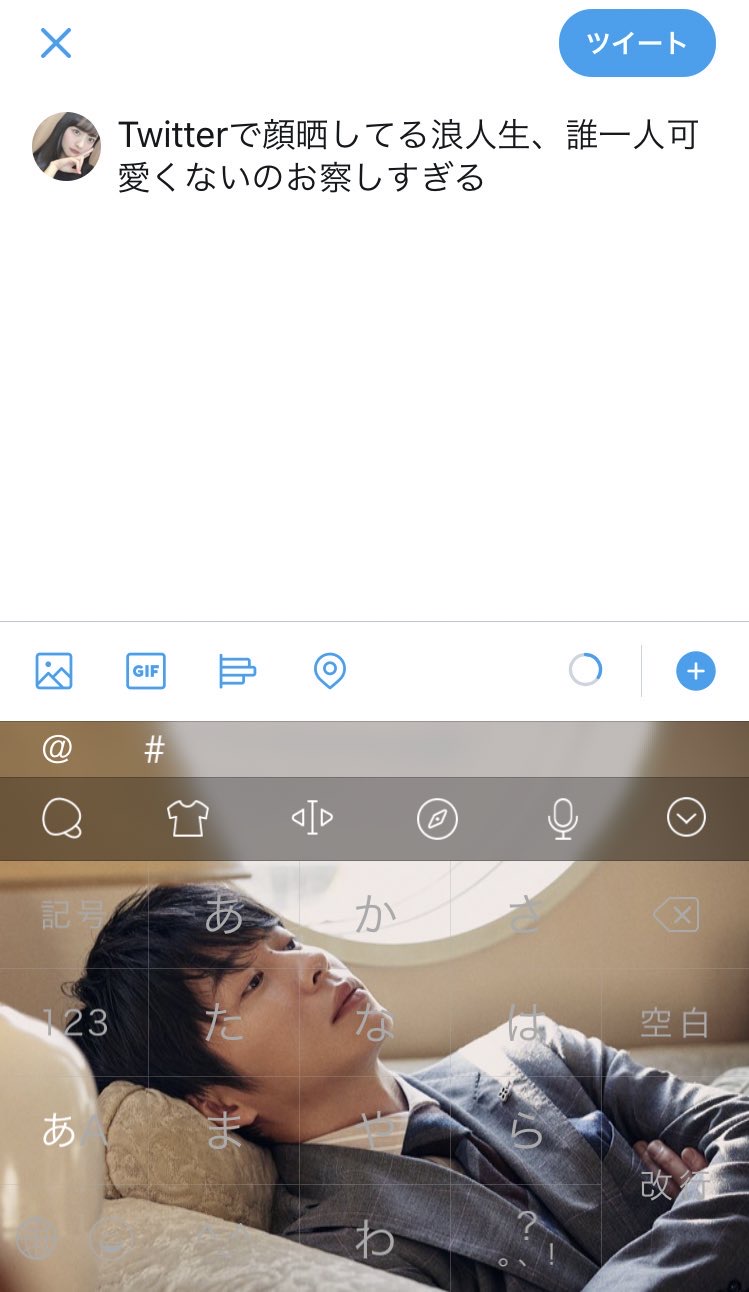 ツイート
Twitterで顔晒してる浪人生、誰一人可
愛くないのお察しすぎる
GIF
@ #
記号 あ か さ
123 た な は 空白
あA ま や ら
改行
わ 。、?!